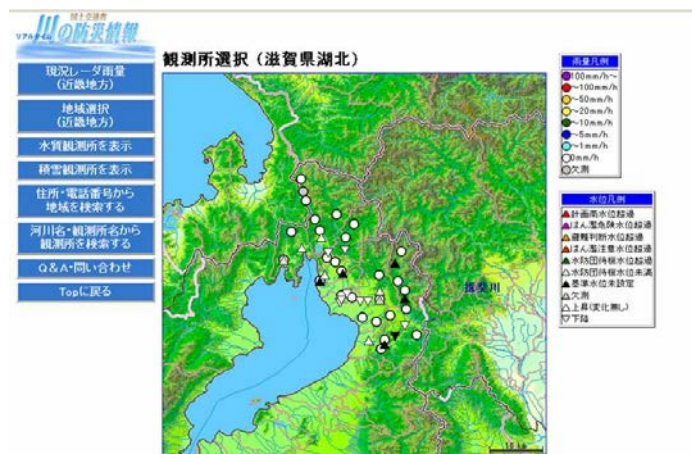 国土交通省
リアルタイム 川の防災情報
現況レーダ雨量
(近畿地方)
地域選択
(近畿地方)
水質観測所を表示
積雪観測所を表示
住所・電話番号から
地域を検索する
河川名・観測所名から
観測所を検索する
Q&A・問い合わせ
Topに戻る
観測所選択(滋賀県湖北)
揖斐川
10 km
雨量凡例
100mm/h~
~100mm/h
~50mm/h
~20mm/h
~10mm/h
~5mm/h
~1mm/h
0mm/h
欠測
水位凡例
計画高水位超過
はん濫危険水位超過
避難判断水位超過
はん濫注意水位超過
水防団待機水位超過
水防団待機水位未満
基準水位未設定
欠測
上昇(変化無し)
下降